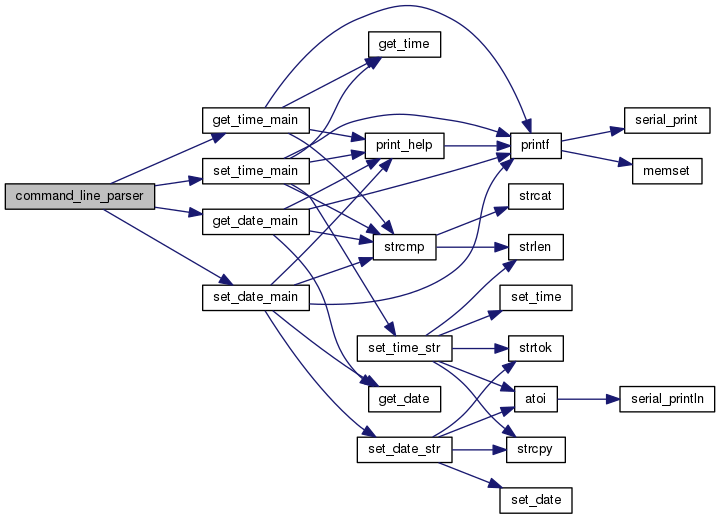 get_time
serial_print
get_time_main
print_help
printf
set_time_main
memset
command_line_parser
strcat
get_date_main
strcmp
strlen
set_date_main
set_time
set_time_str
strtok
get_date
atoi
serial_println
set_date_str
strcpy
set_date